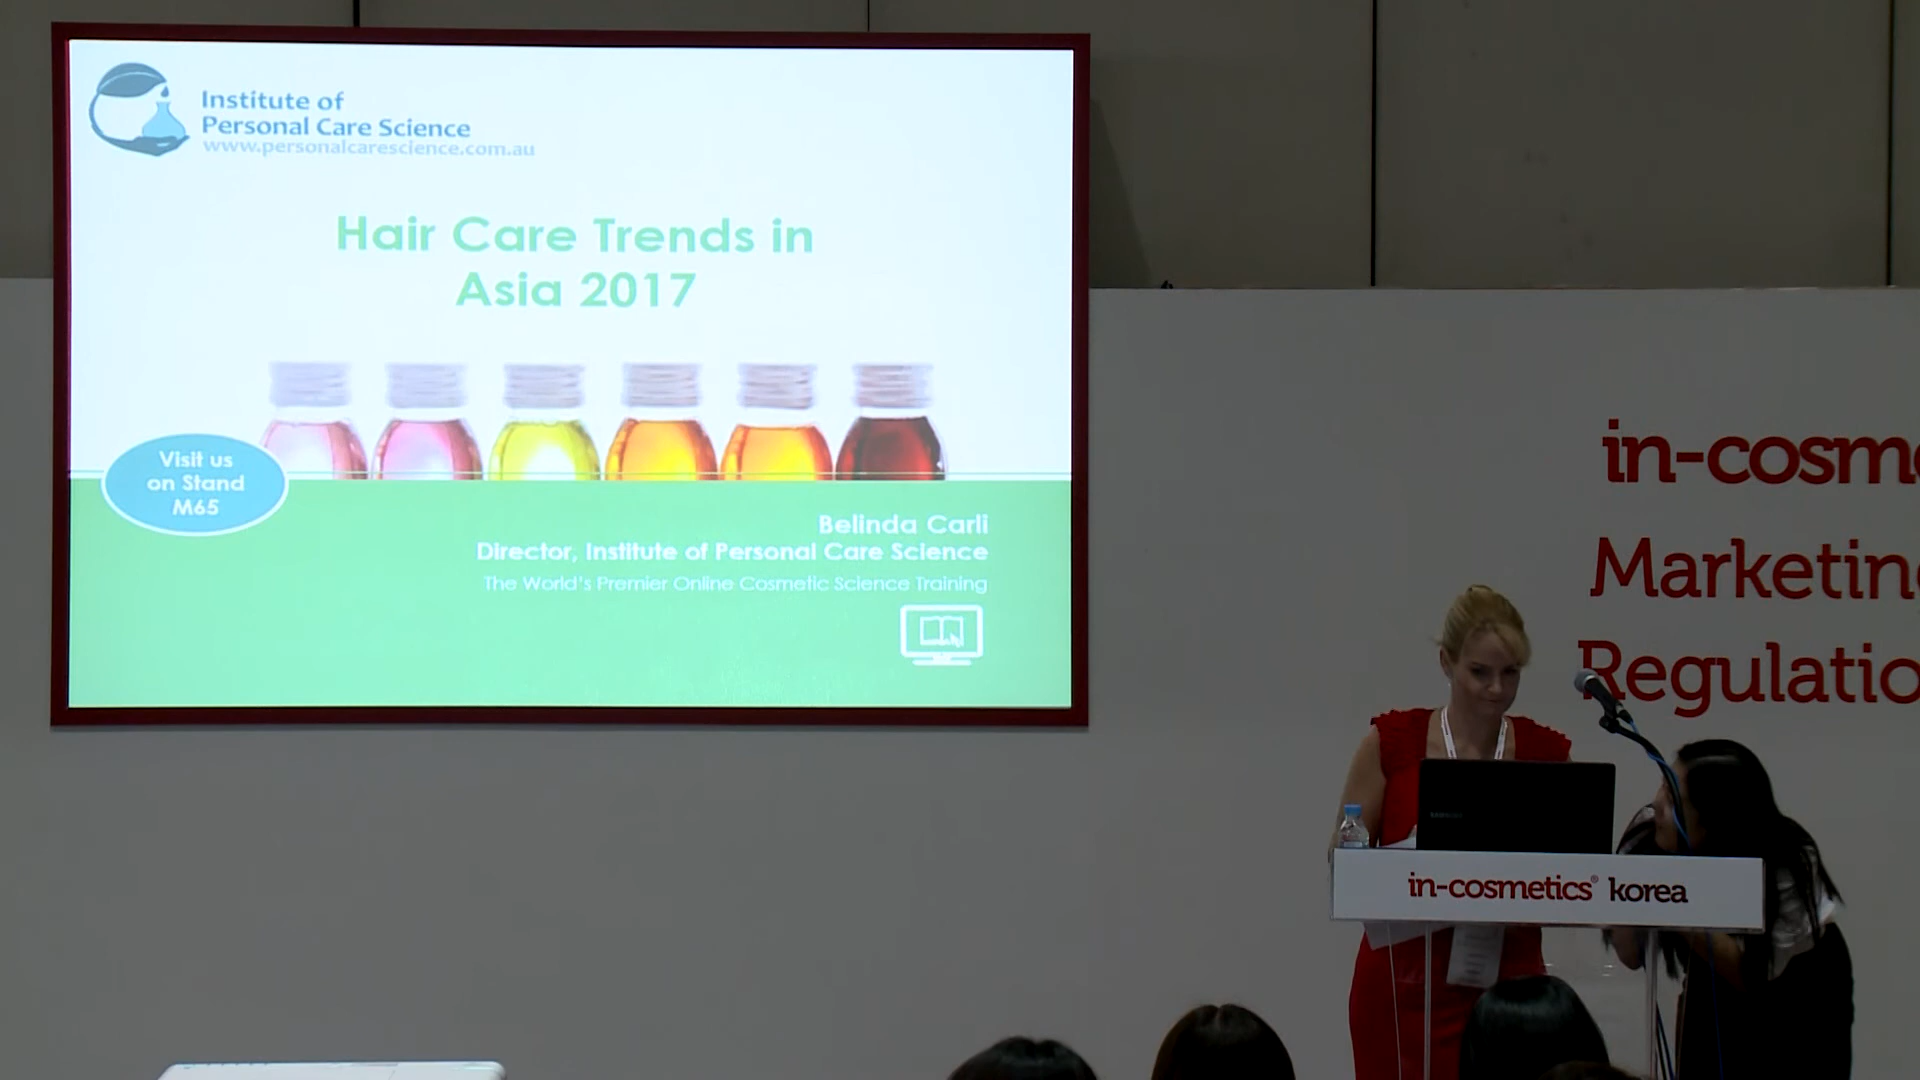 Institute of
Personal Care Science
www.personalcarescience.com.au
Hair Care Trends in
Asia 2017
Visit us
on Stand
M65
Belinda Carli
Director, Institute of Personal Care Science
The World's Premier Online Cosmetic Science Training
in-cosme
Marketing
Regulatio
SAMSUNG
in-cosmetics® korea